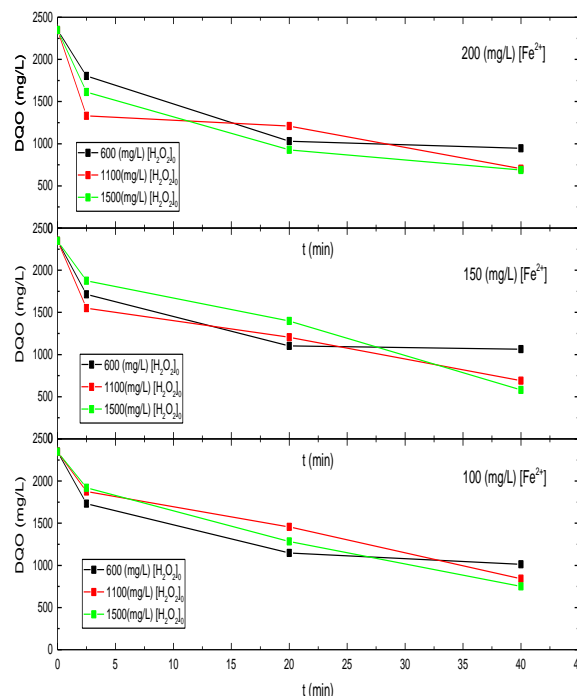 2500
2000
1500
1000
500
0
DQO (mg/L)
200 (mg/L) [Fe²⁺]
600 (mg/L) [H₂O₂]₀
1100(mg/L) [H₂O₂]₀
1500(mg/L) [H₂O₂]₀
t (min)
2500
2000
1500
1000
500
0
DQO (mg/L)
150 (mg/L) [Fe²⁺]
600 (mg/L) [H₂O₂]₀
1100(mg/L) [H₂O₂]₀
1500(mg/L) [H₂O₂]₀
t (min)
2500
2000
1500
1000
500
0
DQO (mg/L)
100 (mg/L) [Fe²⁺]
600 (mg/L) [H₂O₂]₀
1100(mg/L) [H₂O₂]₀
1500(mg/L) [H₂O₂]₀
0 5 10 15 20 25 30 35 40 45
t (min)